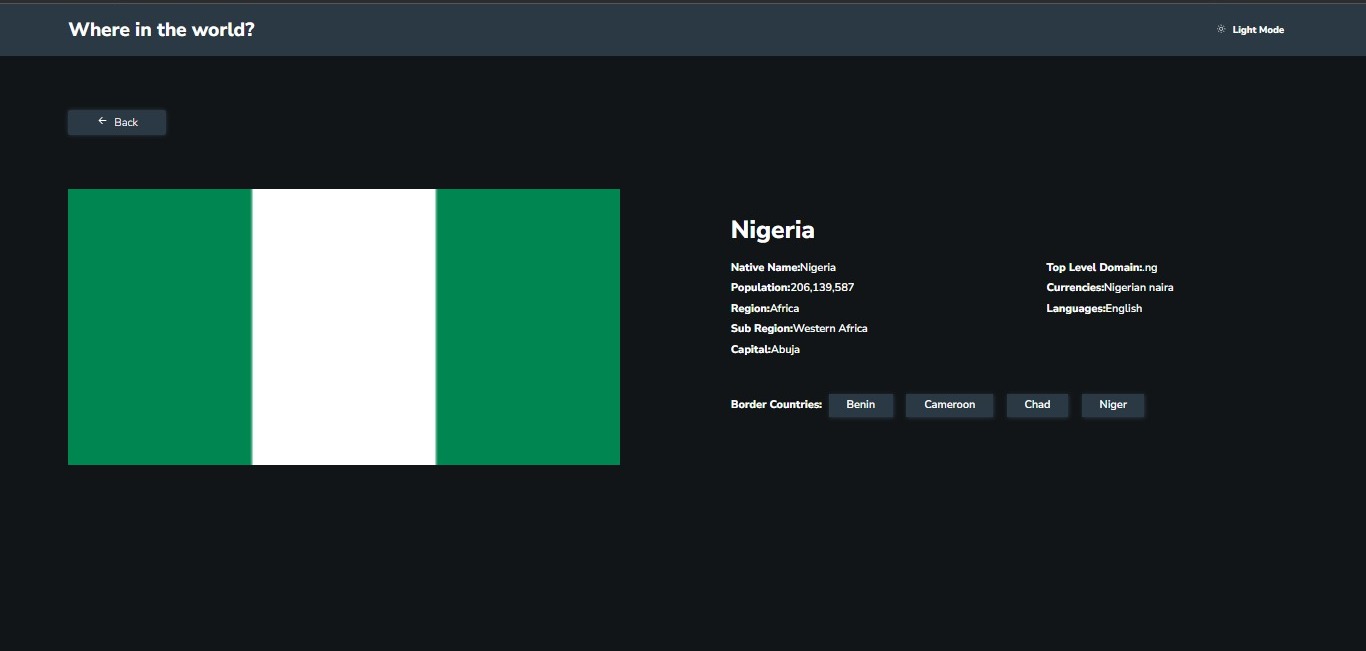 Where in the world?
Light Mode
Back
Nigeria
Native Name:Nigeria
Population:206,139,587
Region:Africa
Sub Region:Western Africa
Capital:Abuja
Top Level Domain:.ng
Currencies:Nigerian naira
Languages:English
Border Countries: Benin Cameroon Chad Niger